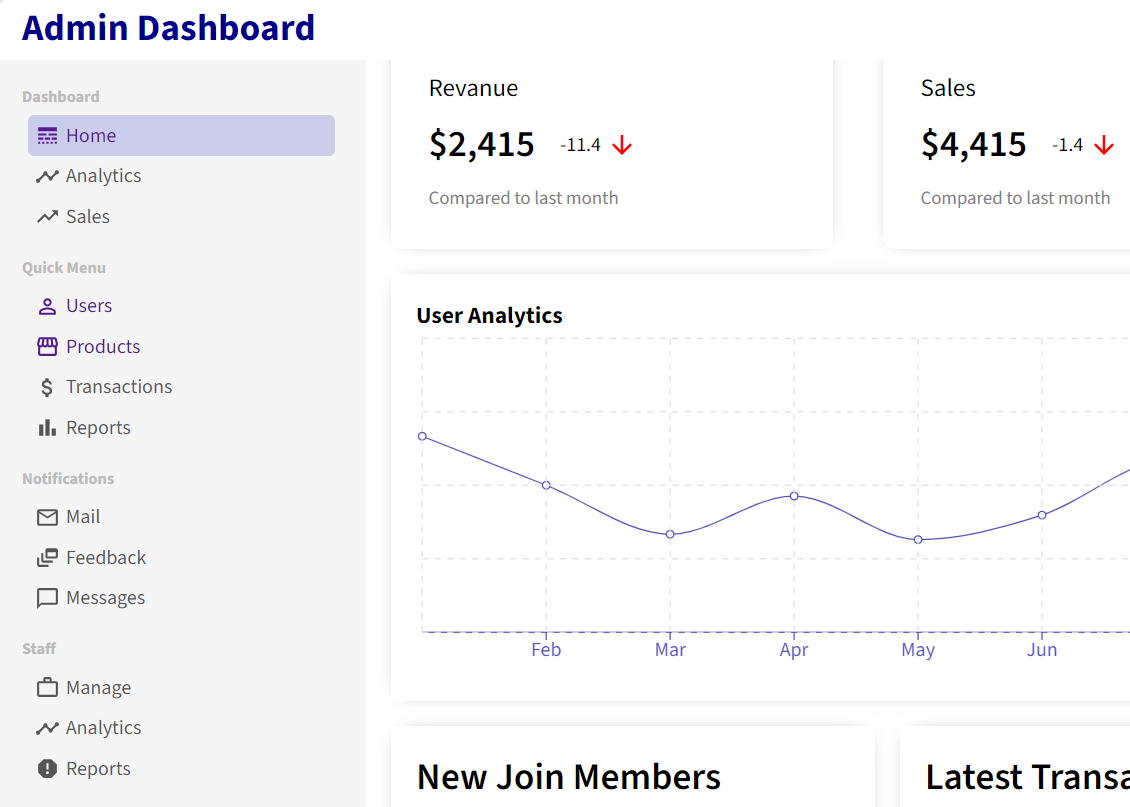 Admin Dashboard
Dashboard
Home
Analytics
Sales
Quick Menu
Users
Products
Transactions
Reports
Notifications
Mail
Feedback
Messages
Staff
Manage
Analytics
Reports
Revanue
$2,415 -11.4
Compared to last month
Sales
$4,415 -1.4
Compared to last month
User Analytics
Feb Mar Apr May Jun
New Join Members
Latest Transa